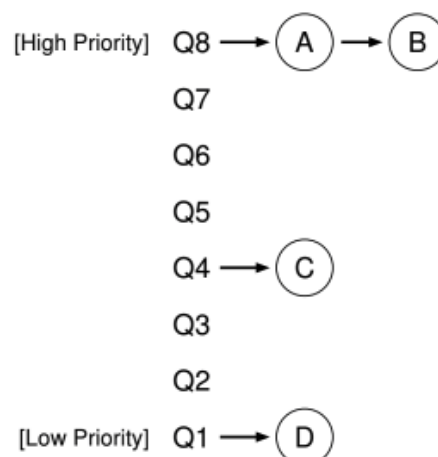 [High Priority] Q8 A B
Q7
Q6
Q5
Q4 C
Q3
Q2
[Low Priority] Q1 D